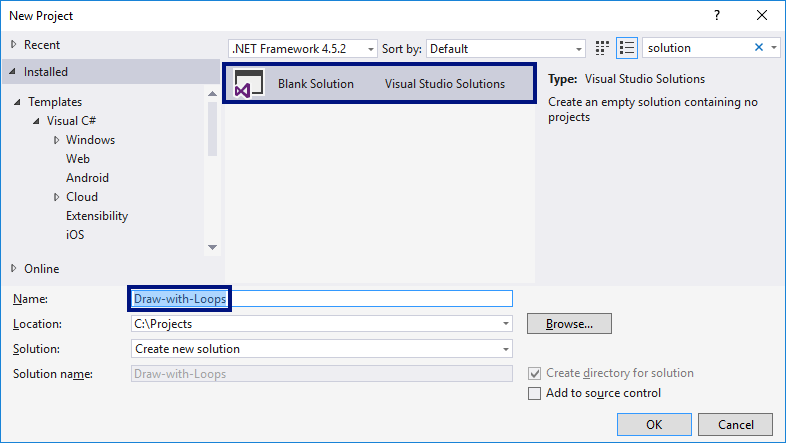 New Project
Recent
.NET Framework 4.5.2
Sort by:
Default
solution
Installed
Blank Solution
Visual Studio Solutions
Type: Visual Studio Solutions
Create an empty solution containing no
projects
Templates
Visual C#
Windows
Web
Android
Cloud
Extensibility
iOS
Online
Name:
Draw-with-Loops
Location:
C:\Projects
Browse...
Solution:
Create new solution
Solution name:
Draw-with-Loops
Create directory for solution
Add to source control
OK
Cancel